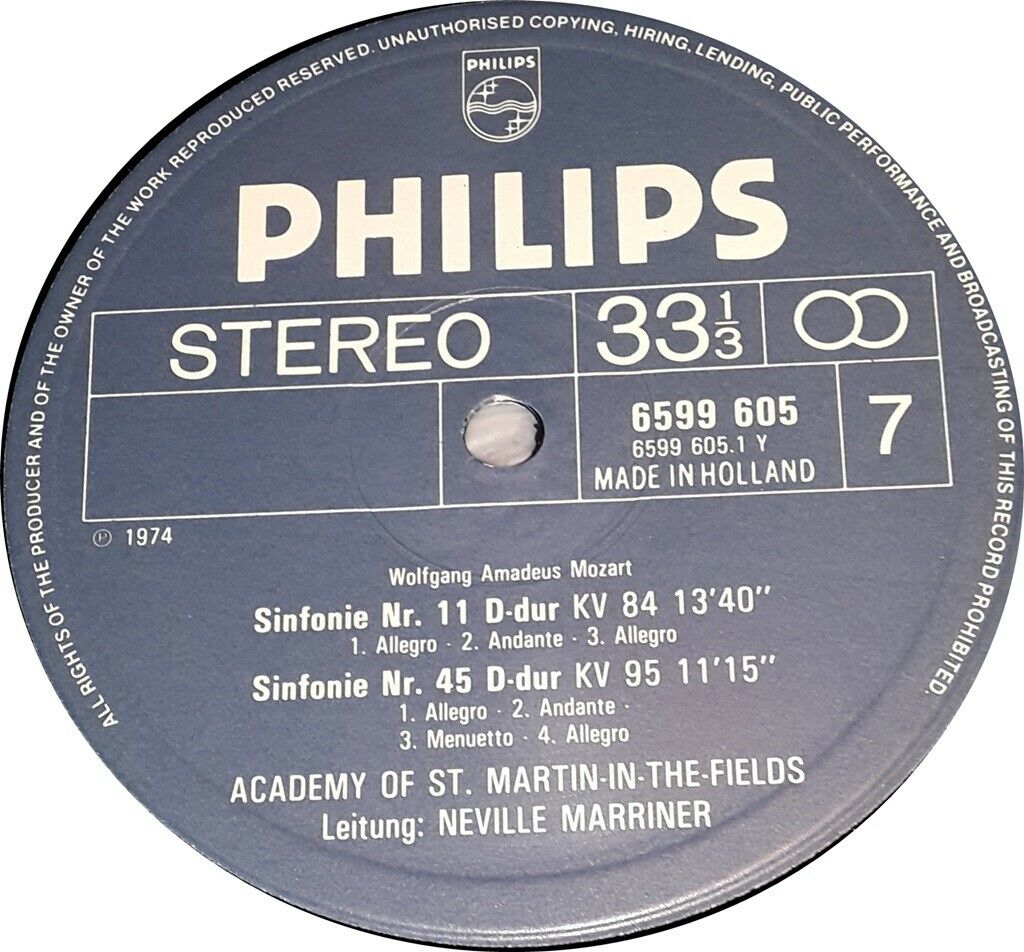 ALL RIGHTS OF THE PRODUCER AND OF THE OWNER OF THE WORK REPRODUCED RESERVED. UNAUTHORISED COPYING, HIRING, LENDING, PUBLIC PERFORMANCE AND BROADCASTING OF THIS RECORD PROHIBITED.
PHILIPS
PHILIPS
STEREO 33 1/3
6599 605 7
6599 605.1 Y
MADE IN HOLLAND
℗ 1974
Wolfgang Amadeus Mozart
Sinfonie Nr. 11 D-dur KV 84 13'40"
1. Allegro · 2. Andante · 3. Allegro
Sinfonie Nr. 45 D-dur KV 95 11'15"
1. Allegro · 2. Andante ·
3. Menuetto · 4. Allegro
ACADEMY OF ST. MARTIN-IN-THE-FIELDS
Leitung: NEVILLE MARRINER